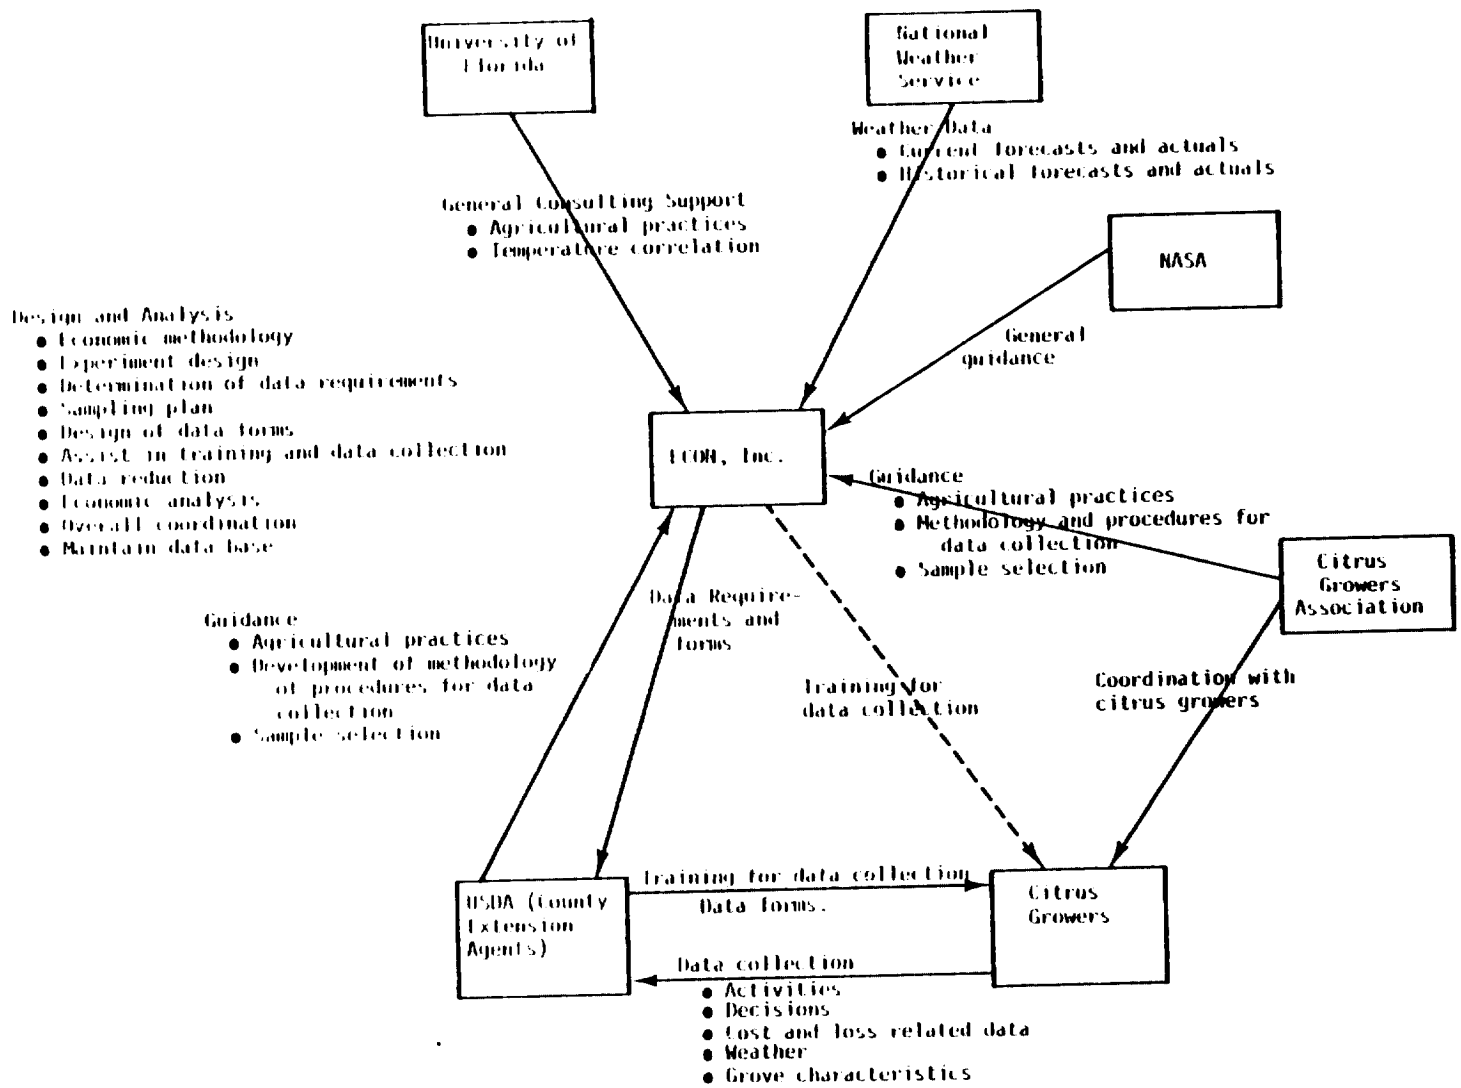 University of
Florida
National
Weather
Service
Weather Data
● Current forecasts and actuals
● Historical forecasts and actuals
General Consulting Support
● Agricultural practices
● Temperature correlation
NASA
General
guidance
Design and Analysis
● Economic methodology
● Experiment design
● Determination of data requirements
● Sampling plan
● Design of data forms
● Assist in training and data collection
● Data reduction
● Economic analysis
● Overall coordination
● Maintain data base
ECON, Inc.
Guidance
● Agricultural practices
● Methodology and procedures for
data collection
● Sample selection
Citrus
Growers
Association
Data Require-
ments and
forms
Guidance
● Agricultural practices
● Development of methodology
of procedures for data
collection
● Sample selection
Training for
data collection
Coordination with
citrus growers
USDA (County
Extension
Agents)
Training for data collection
Data forms.
Citrus
Growers
Data collection
● Activities
● Decisions
● Cost and loss related data
● Weather
● Grove characteristics